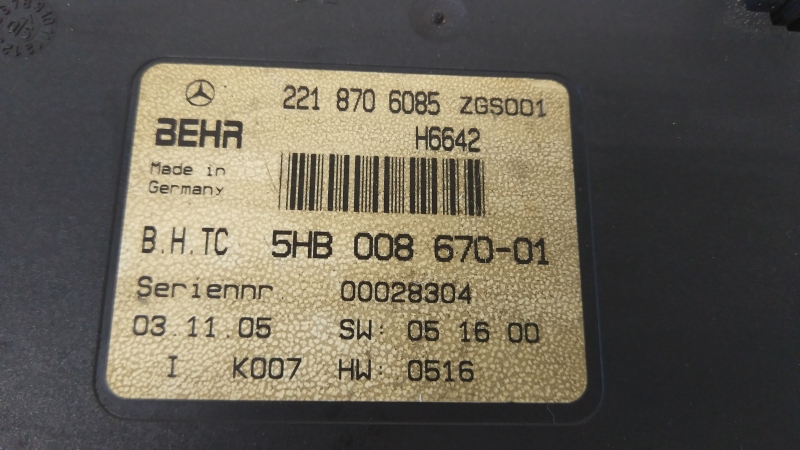 221 870 6085 ZGS001
BEHR H6642
Made in
Germany
B.H.TC 5HB 008 670-01
Seriennr 00028304
03.11.05 SW: 05 16 00
I K007 HW: 0516